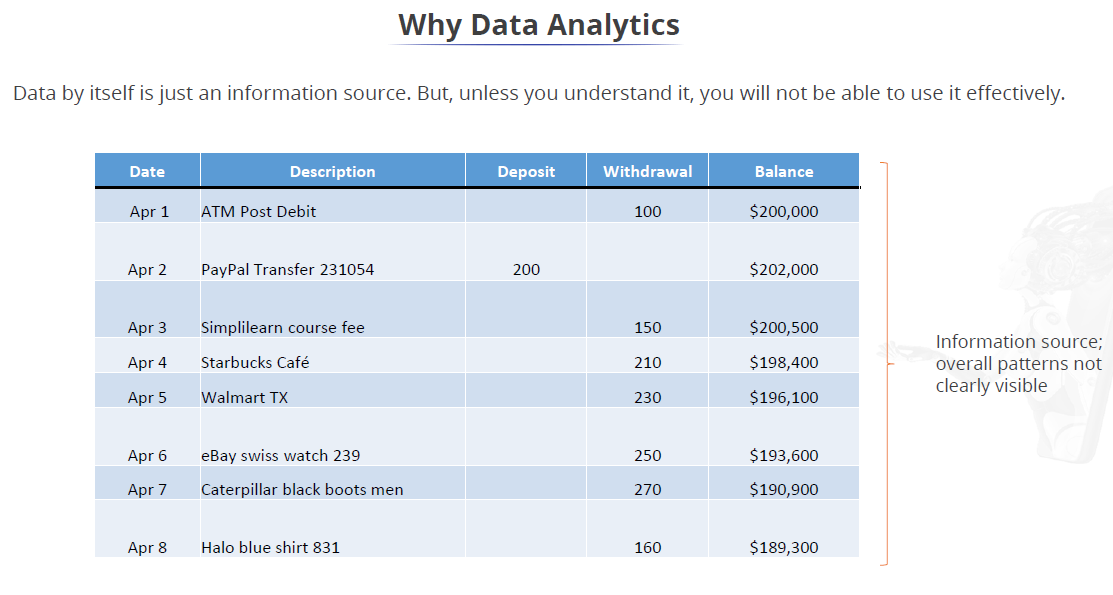 Why Data Analytics
Data by itself is just an information source. But, unless you understand it, you will not be able to use it effectively.
Date Description Deposit Withdrawal Balance
Apr 1 ATM Post Debit 100 $200,000
Apr 2 PayPal Transfer 231054 200 $202,000
Apr 3 Simplilearn course fee 150 $200,500
Apr 4 Starbucks Café 210 $198,400
Apr 5 Walmart TX 230 $196,100
Apr 6 eBay swiss watch 239 250 $193,600
Apr 7 Caterpillar black boots men 270 $190,900
Apr 8 Halo blue shirt 831 160 $189,300
Information source;
overall patterns not
clearly visible